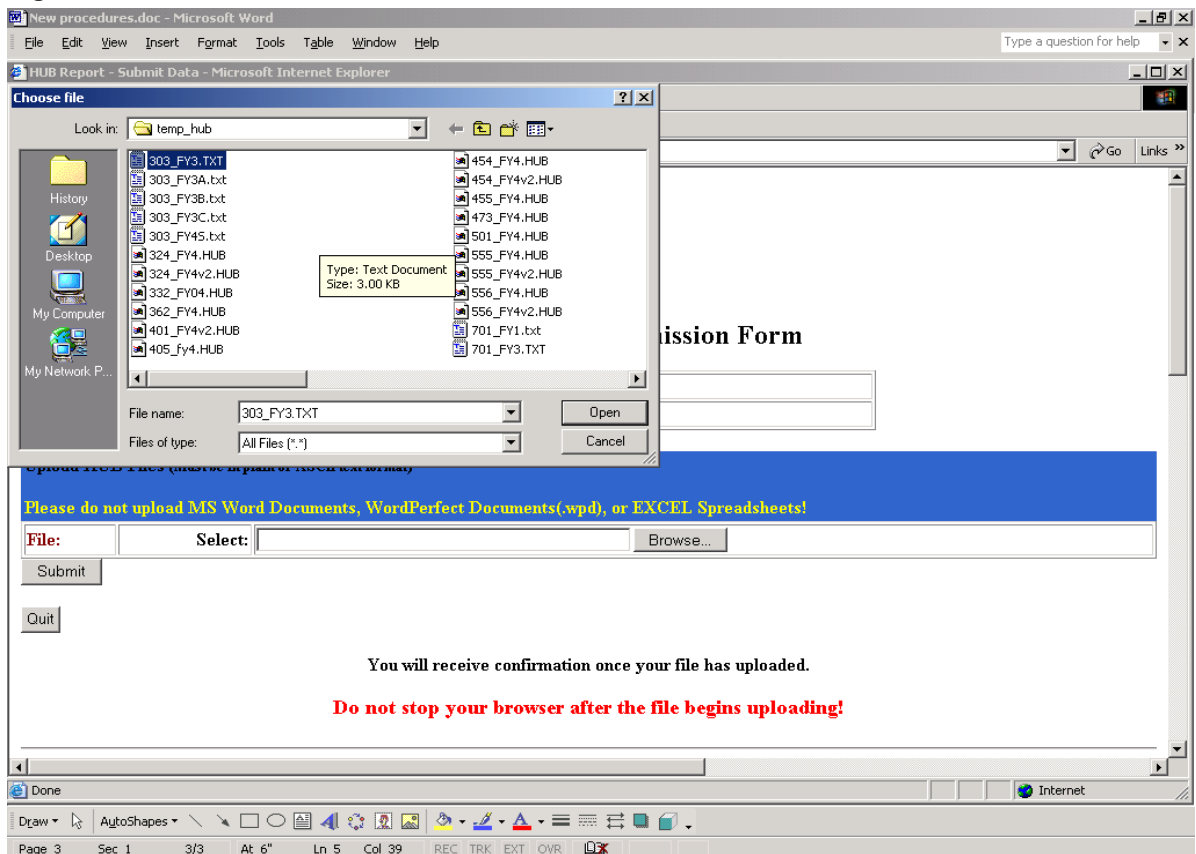 New procedures.doc - Microsoft Word
File Edit View Insert Format Tools Table Window Help
Type a question for help
HUB Report - Submit Data - Microsoft Internet Explorer
Choose file
Look in: temp_hub
Go Links »
303_FY3.TXT
303_FY3A.txt
303_FY3B.txt
303_FY3C.txt
303_FY45.txt
324_FY4.HUB
324_FY4v2.HUB
332_FY04.HUB
362_FY4.HUB
401_FY4v2.HUB
405_fy4.HUB
454_FY4.HUB
454_FY4v2.HUB
455_FY4.HUB
473_FY4.HUB
501_FY4.HUB
555_FY4.HUB
555_FY4v2.HUB
556_FY4.HUB
556_FY4v2.HUB
701_FY1.txt
701_FY3.TXT
History
Desktop
My Computer
My Network P...
Type: Text Document
Size: 3.00 KB
ission Form
File name: 303_FY3.TXT Open
Files of type: All Files (*.*) Cancel
Please do not upload MS Word Documents, WordPerfect Documents(.wpd), or EXCEL Spreadsheets!
File: Select: Browse...
Submit
Quit
You will receive confirmation once your file has uploaded.
Do not stop your browser after the file begins uploading!
Done Internet
Draw AutoShapes
Page 3 Sec 1 3/3 At 6" Ln 5 Col 39 REC TRK EXT OVR